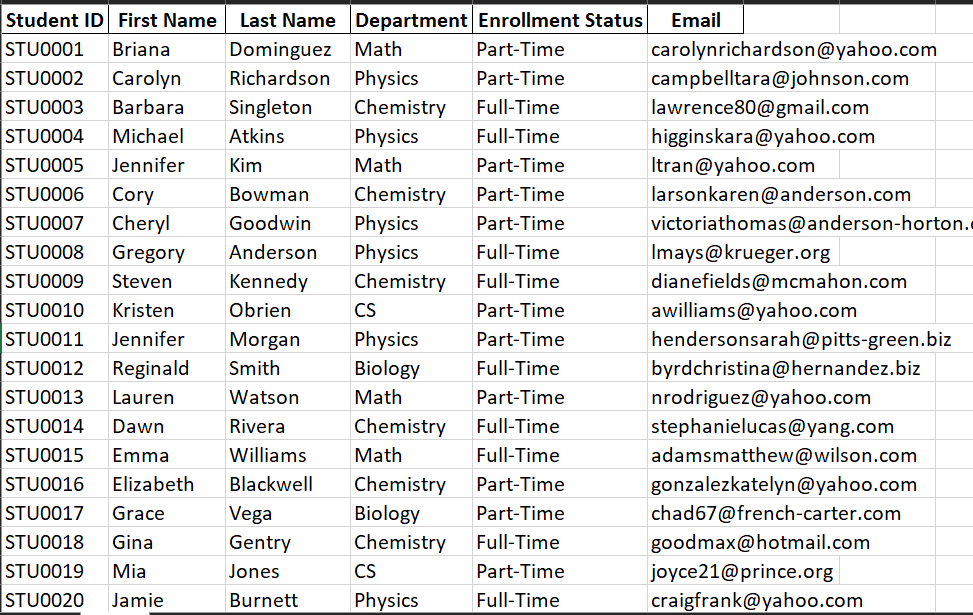 Student ID First Name Last Name Department Enrollment Status Email
STU0001 Briana Dominguez Math Part-Time carolynrichardson@yahoo.com
STU0002 Carolyn Richardson Physics Part-Time campbelltara@johnson.com
STU0003 Barbara Singleton Chemistry Full-Time lawrence80@gmail.com
STU0004 Michael Atkins Physics Full-Time higginskara@yahoo.com
STU0005 Jennifer Kim Math Part-Time ltran@yahoo.com
STU0006 Cory Bowman Chemistry Part-Time larsonkaren@anderson.com
STU0007 Cheryl Goodwin Physics Part-Time victoriathomas@anderson-horton.
STU0008 Gregory Anderson Physics Full-Time lmays@krueger.org
STU0009 Steven Kennedy Chemistry Full-Time dianefields@mcmahon.com
STU0010 Kristen Obrien CS Part-Time awilliams@yahoo.com
STU0011 Jennifer Morgan Physics Part-Time hendersonsarah@pitts-green.biz
STU0012 Reginald Smith Biology Full-Time byrdchristina@hernandez.biz
STU0013 Lauren Watson Math Part-Time nrodriguez@yahoo.com
STU0014 Dawn Rivera Chemistry Full-Time stephanielucas@yang.com
STU0015 Emma Williams Math Full-Time adamsmatthew@wilson.com
STU0016 Elizabeth Blackwell Chemistry Part-Time gonzalezkatelyn@yahoo.com
STU0017 Grace Vega Biology Part-Time chad67@french-carter.com
STU0018 Gina Gentry Chemistry Full-Time goodmax@hotmail.com
STU0019 Mia Jones CS Part-Time joyce21@prince.org
STU0020 Jamie Burnett Physics Full-Time craigfrank@yahoo.com